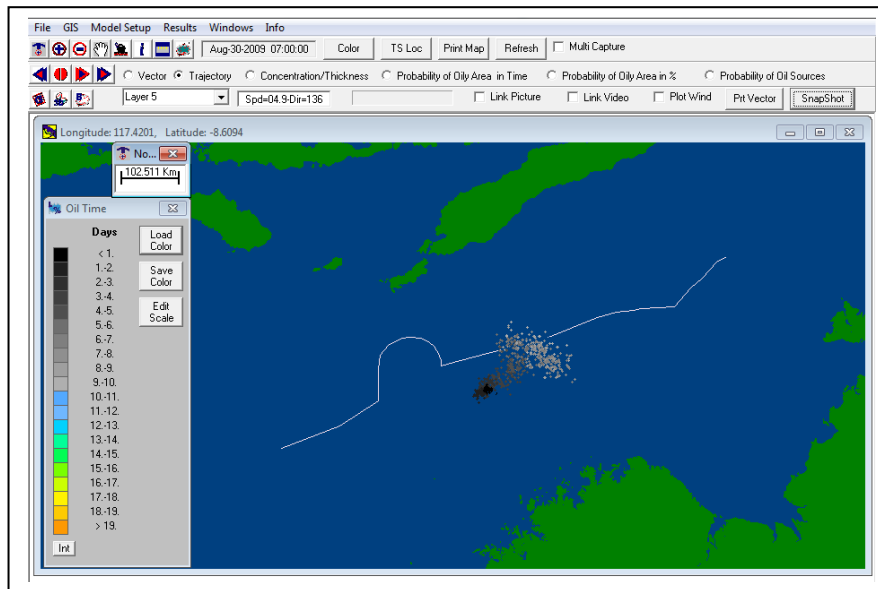 File GIS Model Setup Results Windows Info
Aug-30-2009 07:00:00 Color TS Loc Print Map Refresh Multi Capture
Vector Trajectory Concentration/Thickness Probability of Oily Area in Time Probability of Oily Area in % Probability of Oil Sources
Layer 5 Spd=04.9-Dir=136 Link Picture Link Video Plot Wind Prt Vector SnapShot
Longitude: 117.4201, Latitude: -8.6094
No...
102.511 Km
Oil Time
Days
Load Color
< 1.
1.-2.
Save Color
2.-3.
3.-4.
Edit Scale
4.-5.
5.-6.
6.-7.
7.-8.
8.-9.
9.-10.
10.-11.
11.-12.
12.-13.
13.-14.
14.-15.
15.-16.
16.-17.
17.-18.
18.-19.
> 19.
Int